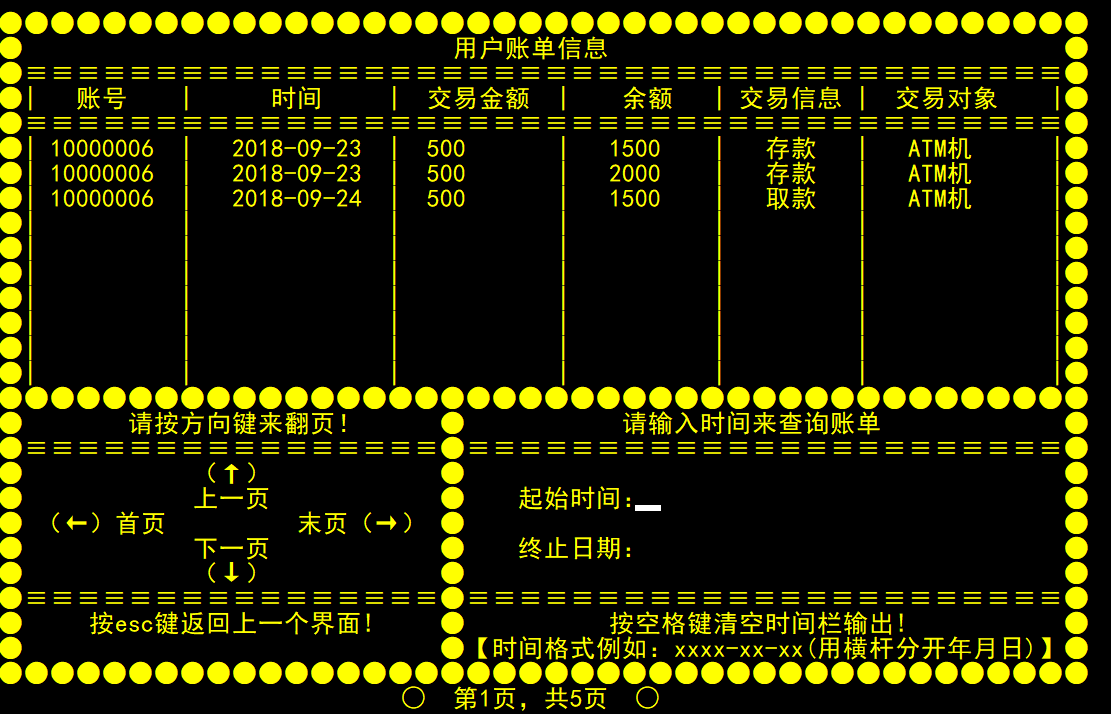 用户账单信息
账号 时间 交易金额 余额 交易信息 交易对象
10000006 2018-09-23 500 1500 存款 ATM机
10000006 2018-09-23 500 2000 存款 ATM机
10000006 2018-09-24 500 1500 取款 ATM机
请按方向键来翻页!
(↑)
上一页
(←)首页 末页(→)
下一页
(↓)
按esc键返回上一个界面!
请输入时间来查询账单
起始时间:
终止日期:
按空格键清空时间栏输出!
【时间格式例如: xxxx-xx-xx(用横杆分开年月日)】
○ 第1页, 共5页 ○